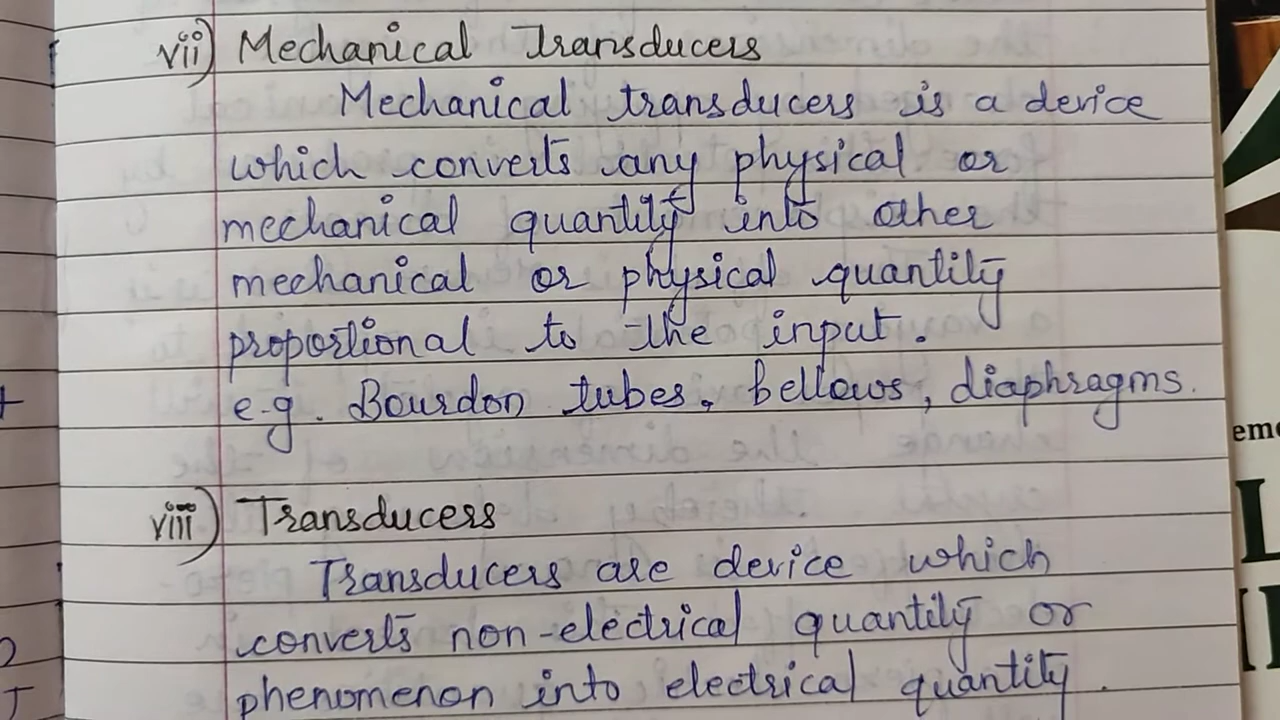 vii) Mechanical Transducers
Mechanical transducers is a device
which converts any physical or
mechanical quantity into other
mechanical or physical quantity
proportional to the input.
e.g. Bourdon tubes, bellows, diaphragms.
viii) Transducers
Transducers are device which
converts non-electrical quantity or
phenomenon into electrical quantity.